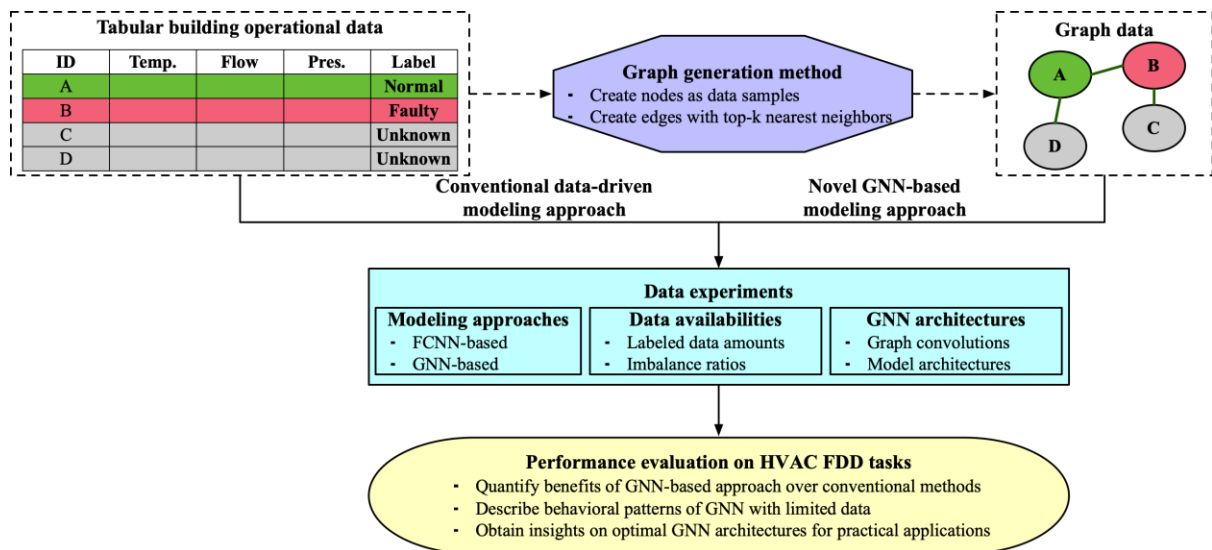 Tabular building operational data
ID Temp. Flow Pres. Label
A Normal
B Faulty
C Unknown
D Unknown
Graph generation method
- Create nodes as data samples
- Create edges with top-k nearest neighbors
Graph data
A
B
C
D
Conventional data-driven
modeling approach
Novel GNN-based
modeling approach
Data experiments
Modeling approaches
- FCNN-based
- GNN-based
Data availabilities
- Labeled data amounts
- Imbalance ratios
GNN architectures
- Graph convolutions
- Model architectures
Performance evaluation on HVAC FDD tasks
- Quantify benefits of GNN-based approach over conventional methods
- Describe behavioral patterns of GNN with limited data
- Obtain insights on optimal GNN architectures for practical applications